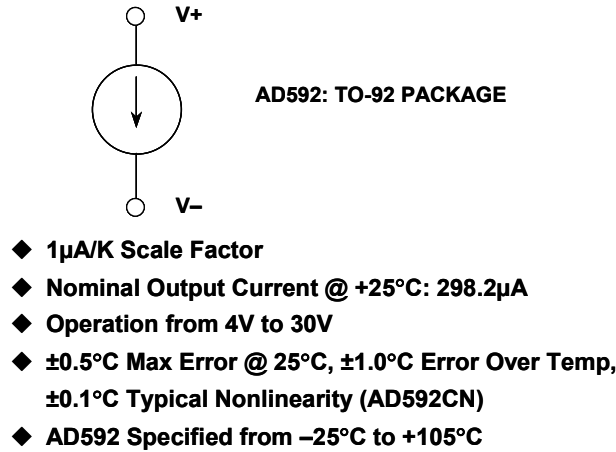 V+
AD592: TO-92 PACKAGE
V–
◆ 1µA/K Scale Factor
◆ Nominal Output Current @ +25°C: 298.2µA
◆ Operation from 4V to 30V
◆ ±0.5°C Max Error @ 25°C, ±1.0°C Error Over Temp,
±0.1°C Typical Nonlinearity (AD592CN)
◆ AD592 Specified from –25°C to +105°C